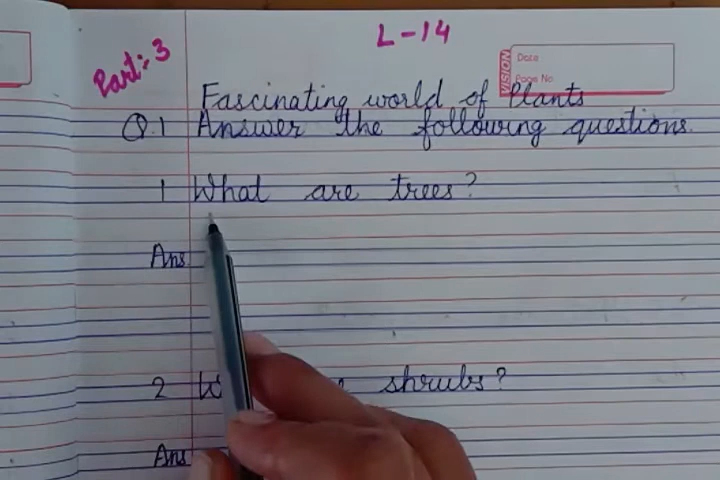 L-14
Part:-3
VISION
Date
Page No
Fascinating world of Plants
Q.1 Answer the following questions.
1 What are trees?
Ans
2 shrubs?
Ans